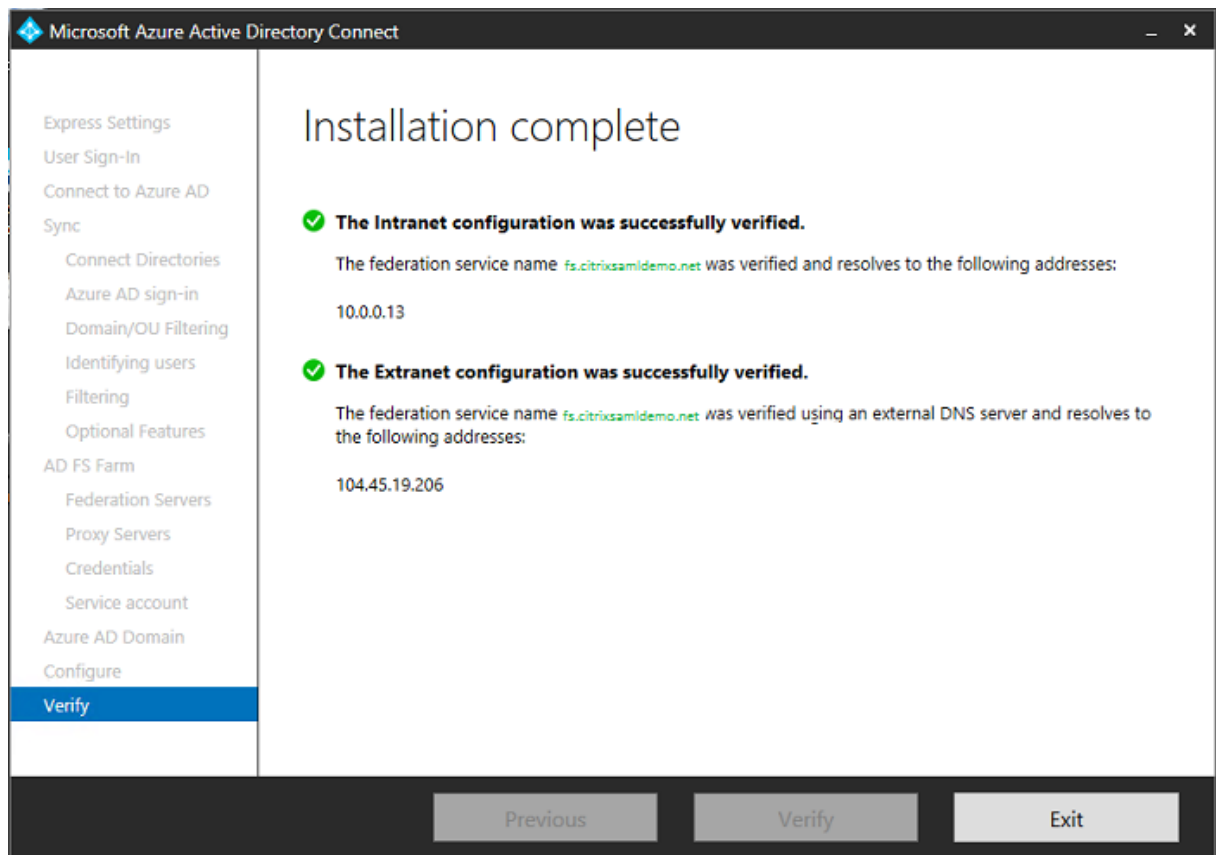 Microsoft Azure Active Directory Connect
Express Settings
User Sign-In
Connect to Azure AD
Sync
Connect Directories
Azure AD sign-in
Domain/OU Filtering
Identifying users
Filtering
Optional Features
AD FS Farm
Federation Servers
Proxy Servers
Credentials
Service account
Azure AD Domain
Configure
Verify
Installation complete
The Intranet configuration was successfully verified.
The federation service name fs.citrixsamldemo.net was verified and resolves to the following addresses:
10.0.0.13
The Extranet configuration was successfully verified.
The federation service name fs.citrixsamldemo.net was verified using an external DNS server and resolves to
the following addresses:
104.45.19.206
Previous
Verify
Exit